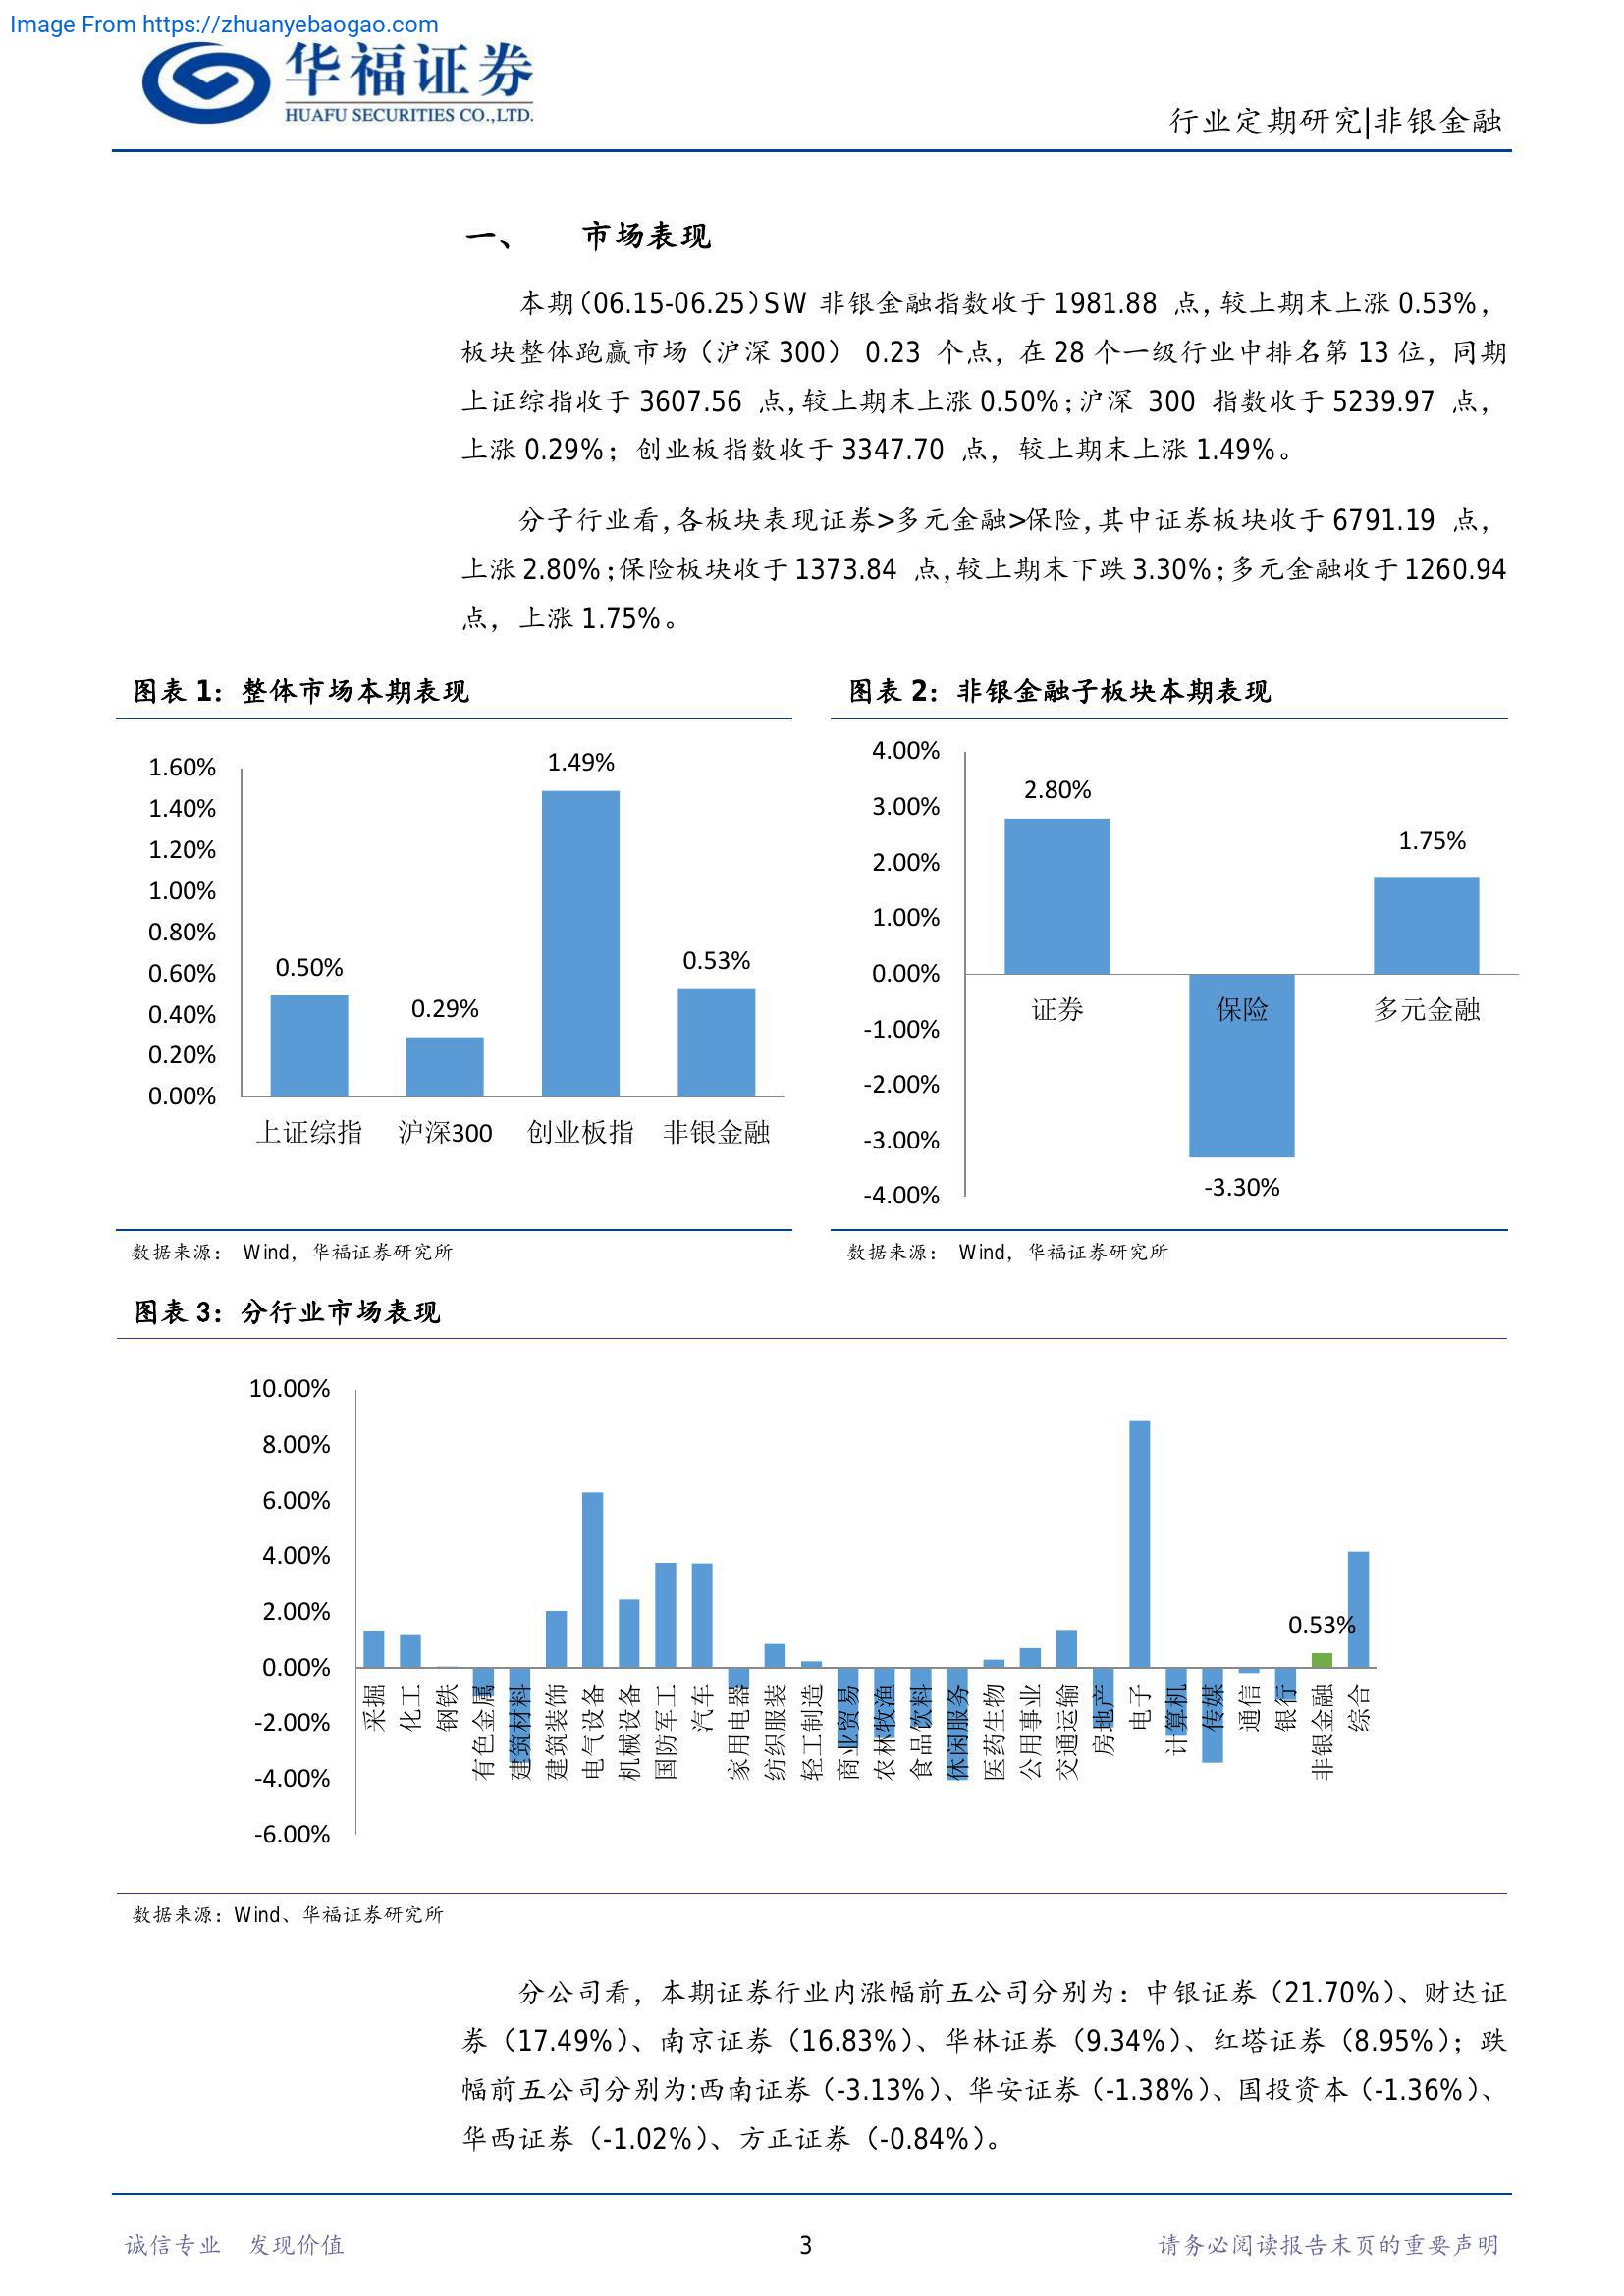 Image From https://zhuanyebaogao.com
华福证券
HUAFU SECURITIES CO.,LTD.
行业定期研究|非银金融
一、 市场表现
本期(06.15-06.25)SW 非银金融指数收于 1981.88 点,较上期末上涨 0.53%,
板块整体跑赢市场（沪深 300） 0.23 个点，在 28 个一级行业中排名第 13 位，同期
上证综指收于 3607.56 点,较上期末上涨 0.50%;沪深 300 指数收于 5239.97 点，
上涨 0.29%；创业板指数收于 3347.70 点，较上期末上涨 1.49%。
分子行业看,各板块表现证券>多元金融>保险,其中证券板块收于 6791.19 点，
上涨 2.80%;保险板块收于 1373.84 点,较上期末下跌 3.30%;多元金融收于 1260.94
点，上涨 1.75%。
图表 1：整体市场本期表现
1.60%
1.40%
1.20%
1.00%
0.80%
0.60%
0.40%
0.20%
0.00%
0.50%
0.29%
1.49%
0.53%
上证综指 沪深300 创业板指 非银金融
数据来源： Wind，华福证券研究所
图表 2：非银金融子板块本期表现
4.00%
3.00%
2.00%
1.00%
0.00%
-1.00%
-2.00%
-3.00%
-4.00%
2.80%
1.75%
证券 保险 多元金融
-3.30%
数据来源： Wind，华福证券研究所
图表 3：分行业市场表现
10.00%
8.00%
6.00%
4.00%
2.00%
0.00%
-2.00%
-4.00%
-6.00%
0.53%
采掘
化工
钢铁
有色金属
建筑材料
建筑装饰
电气设备
机械设备
国防军工
汽车
家用电器
纺织服装
轻工制造
商业贸易
农林牧渔
食品饮料
休闲服务
医药生物
公用事业
交通运输
房地产
电子
计算机
传媒
通信
银行
非银金融
综合
数据来源：Wind、华福证券研究所
分公司看，本期证券行业内涨幅前五公司分别为：中银证券（21.70%）、财达证
券（17.49%）、南京证券（16.83%）、华林证券（9.34%）、红塔证券（8.95%）；跌
幅前五公司分别为:西南证券（-3.13%）、华安证券（-1.38%）、国投资本（-1.36%）、
华西证券（-1.02%）、方正证券（-0.84%）。
诚信专业 发现价值
3
请务必阅读报告末页的重要声明